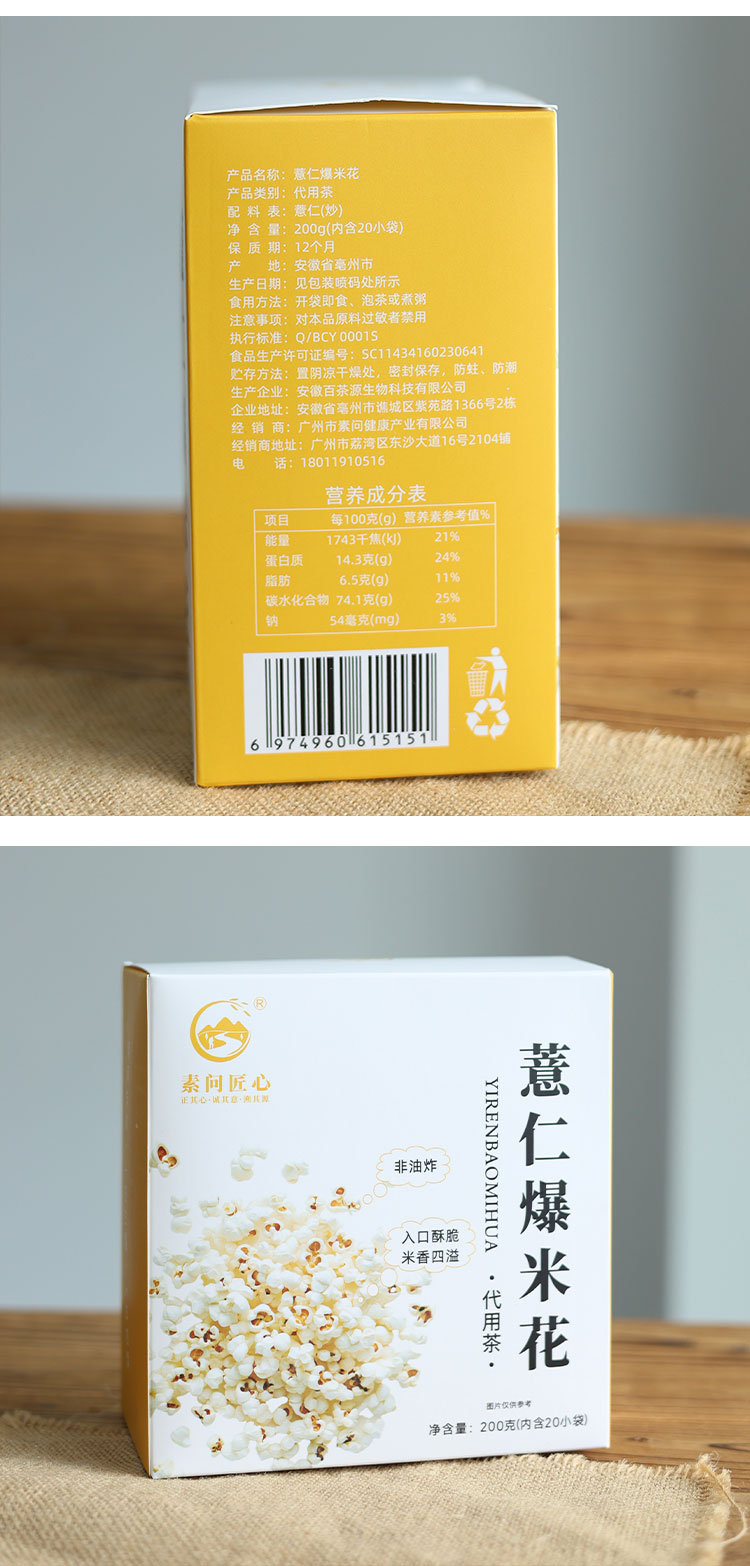 产品名称：薏仁爆米花
产品类别：代用茶
配料表：薏仁(炒)
净含量：200g(内含20小袋)
保质期：12个月
产地：安徽省亳州市
生产日期：见包装喷码处所示
食用方法：开袋即食、泡茶或煮粥
注意事项：对本品原料过敏者禁用
执行标准：Q/BCY 0001S
食品生产许可证编号：SC11434160230641
贮存方法：置阴凉干燥处，密封保存，防蛀、防潮
生产企业：安徽百茶源生物科技有限公司
企业地址：安徽省亳州市谯城区紫苑路1366号2栋
经销商：广州市素问健康产业有限公司
经销商地址：广州市荔湾区东沙大道16号2104铺
电话：18011910516
营养成分表
项目 每100克(g) 营养素参考值%
能量 1743千焦(kJ) 21%
蛋白质 14.3克(g) 24%
脂肪 6.5克(g) 11%
碳水化合物 74.1克(g) 25%
钠 54毫克(mg) 3%
6 974960 615151
®
素问匠心
正其心·诚其意·溯其源
非油炸
入口酥脆
米香四溢
薏仁爆米花
YIRENBAOMIHUA
·代用茶·
图片仅供参考
净含量：200克(内含20小袋)